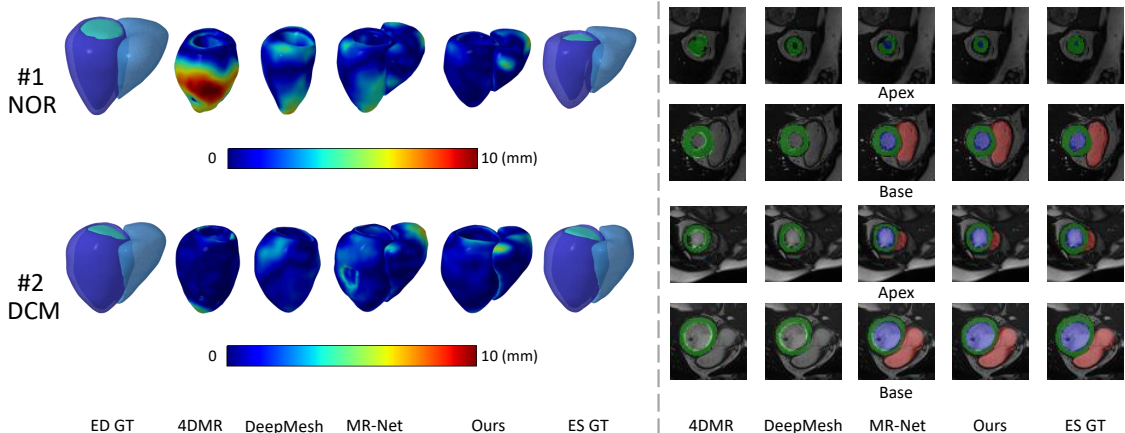 #1
NOR
0
10 (mm)
#2
DCM
0
10 (mm)
ED GT
4DMR
DeepMesh
MR-Net
Ours
ES GT
Apex
Base
Apex
Base
4DMR
DeepMesh
MR-Net
Ours
ES GT